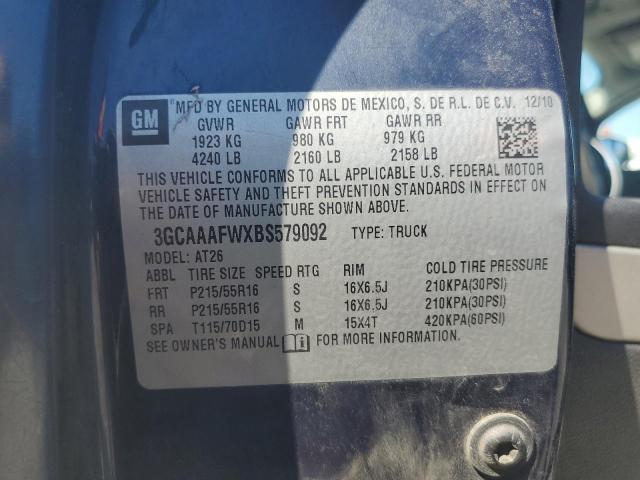 GM
MFD BY GENERAL MOTORS DE MEXICO, S. DE R.L. DE C.V. 12/10
GVWR GAWR FRT GAWR RR
1923 KG 980 KG 979 KG
4240 LB 2160 LB 2158 LB
THIS VEHICLE CONFORMS TO ALL APPLICABLE U.S. FEDERAL MOTOR
VEHICLE SAFETY AND THEFT PREVENTION STANDARDS IN EFFECT ON
THE DATE OF MANUFACTURE SHOWN ABOVE.
3GCAAAFWXBS579092 TYPE: TRUCK
MODEL: AT26
ABBL TIRE SIZE SPEED RTG RIM COLD TIRE PRESSURE
FRT P215/55R16 S 16X6.5J 210KPA(30PSI)
RR P215/55R16 S 16X6.5J 210KPA(30PSI)
SPA T115/70D15 M 15X4T 420KPA(60PSI)
SEE OWNER'S MANUAL FOR MORE INFORMATION.